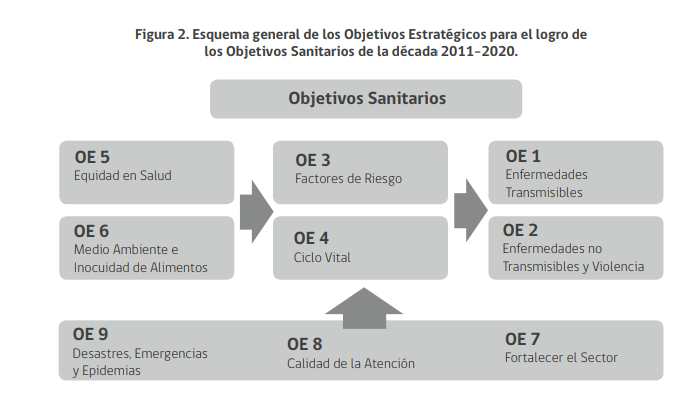 Figura 2. Esquema general de los Objetivos Estratégicos para el logro de
los Objetivos Sanitarios de la década 2011–2020.
Objetivos Sanitarios
OE 5
Equidad en Salud
OE 3
Factores de Riesgo
OE 1
Enfermedades
Transmisibles
OE 6
Medio Ambiente e
Inocuidad de Alimentos
OE 4
Ciclo Vital
OE 2
Enfermedades no
Transmisibles y Violencia
OE 9
Desastres, Emergencias
y Epidemias
OE 8
Calidad de la Atención
OE 7
Fortalecer el Sector